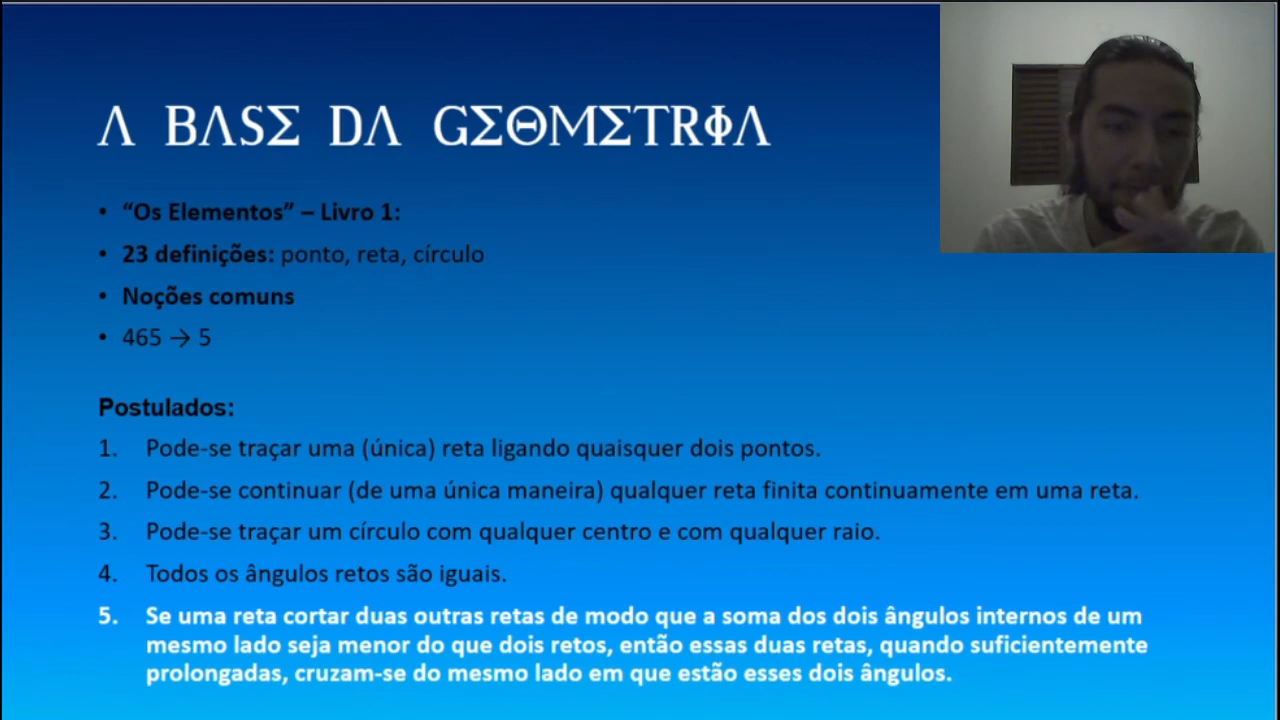 Λ BΛSΣ DΛ GΣΘMΣTRΦΛ
• “Os Elementos” – Livro 1:
• 23 definições: ponto, reta, círculo
• Noções comuns
• 465 → 5
Postulados:
1. Pode-se traçar uma (única) reta ligando quaisquer dois pontos.
2. Pode-se continuar (de uma única maneira) qualquer reta finita continuamente em uma reta.
3. Pode-se traçar um círculo com qualquer centro e com qualquer raio.
4. Todos os ângulos retos são iguais.
5. Se uma reta cortar duas outras retas de modo que a soma dos dois ângulos internos de um
mesmo lado seja menor do que dois retos, então essas duas retas, quando suficientemente
prolongadas, cruzam-se do mesmo lado em que estão esses dois ângulos.